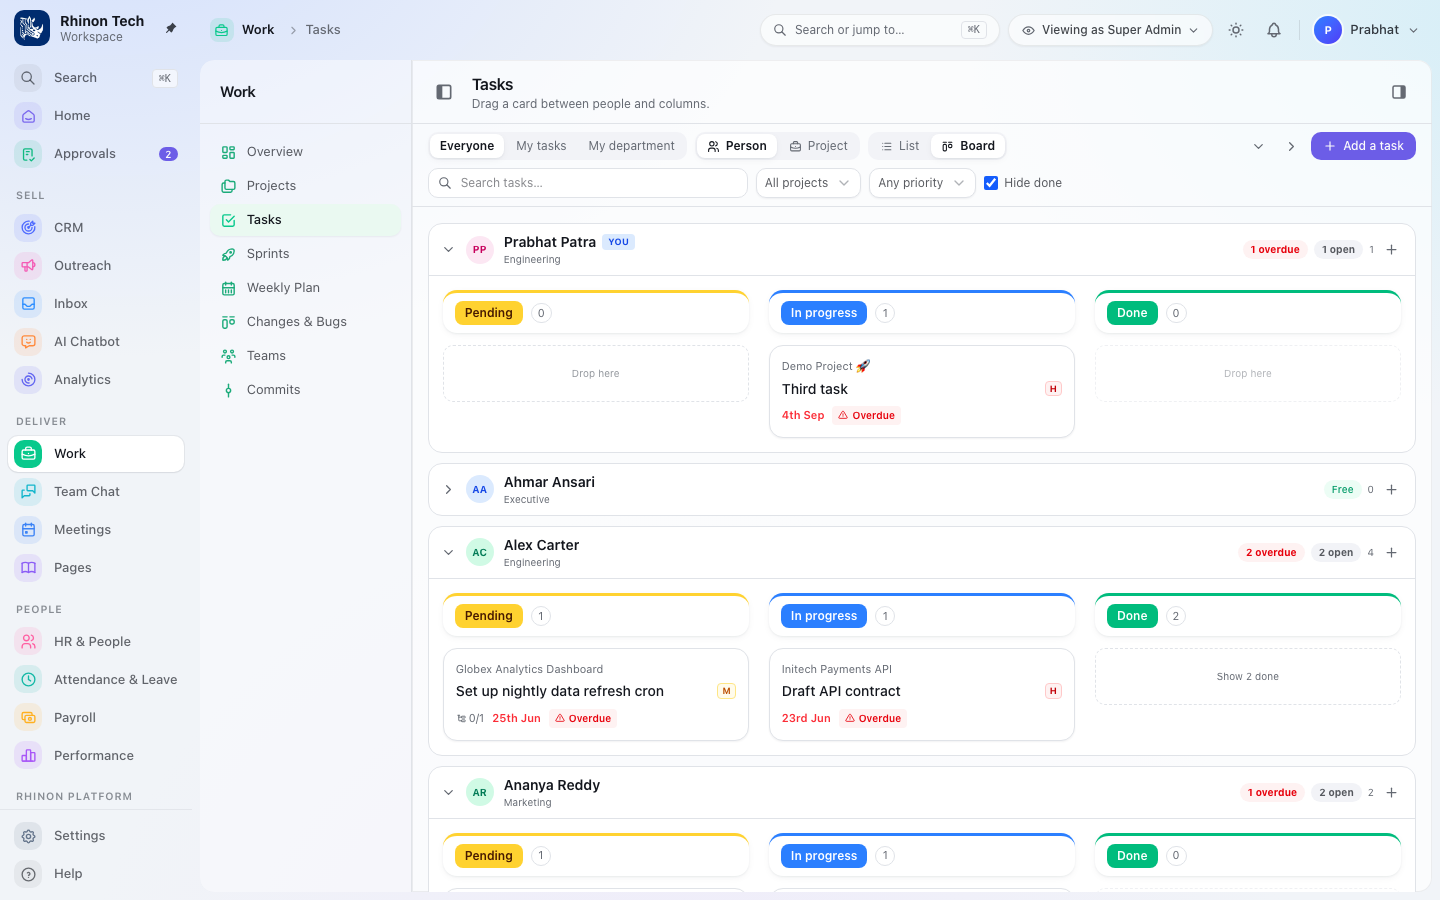 Rhinon Tech
Workspace
Search
⌘K
Home
Approvals
2
SELL
CRM
Outreach
Inbox
AI Chatbot
Analytics
DELIVER
Work
Team Chat
Meetings
Pages
PEOPLE
HR & People
Attendance & Leave
Payroll
Performance
RHINON PLATFORM
Settings
Help
Work
Tasks
Search or jump to...
⌘K
Viewing as Super Admin
P
Prabhat
Work
Overview
Projects
Tasks
Sprints
Weekly Plan
Changes & Bugs
Teams
Commits
Tasks
Drag a card between people and columns.
Everyone
My tasks
My department
Person
Project
List
Board
Add a task
Search tasks...
All projects
Any priority
Hide done
PP
Prabhat Patra
YOU
Engineering
1 overdue
1 open
1
Pending
0
In progress
1
Done
0
Drop here
Demo Project 🚀
Third task
H
4th Sep
Overdue
Drop here
AA
Ahmar Ansari
Executive
Free
0
AC
Alex Carter
Engineering
2 overdue
2 open
4
Pending
1
In progress
1
Done
2
Globex Analytics Dashboard
Set up nightly data refresh cron
M
0/1
25th Jun
Overdue
Initech Payments API
Draft API contract
H
23rd Jun
Overdue
Show 2 done
AR
Ananya Reddy
Marketing
1 overdue
2 open
2
Pending
1
In progress
1
Done
0